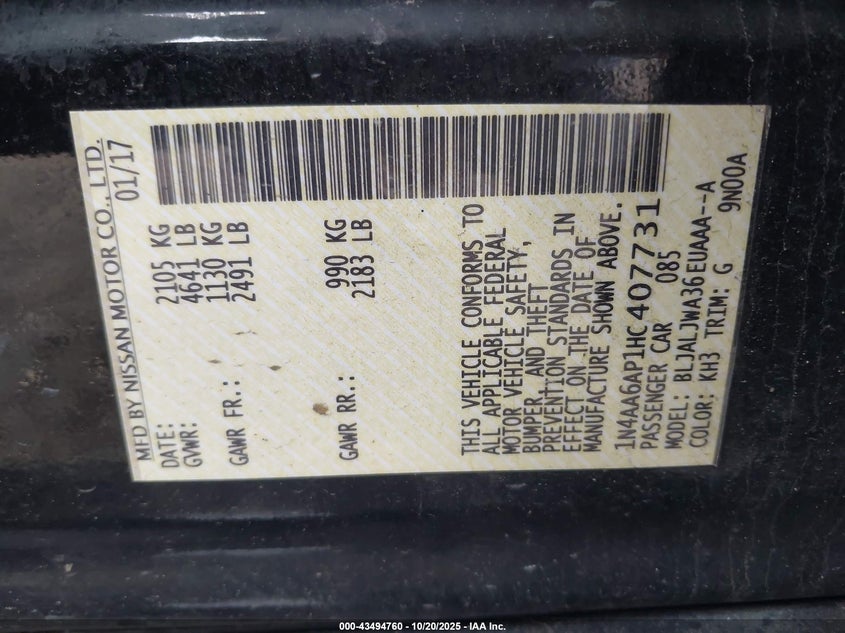 MFD BY NISSAN MOTOR CO., LTD.
DATE: 01/17
GVWR: 2105 KG
4641 LB
GAWR FR.: 1130 KG
2491 LB
GAWR RR.: 990 KG
2183 LB
THIS VEHICLE CONFORMS TO
ALL APPLICABLE FEDERAL
MOTOR VEHICLE SAFETY,
BUMPER, AND THEFT
PREVENTION STANDARDS IN
EFFECT ON THE DATE OF
MANUFACTURE SHOWN ABOVE.
1N4AA6AP1HC407731
PASSENGER CAR 085
MODEL: BLJALJWA36EUAAA--A
COLOR: KH3 TRIM: G 9N00A
000-43494760 - 10/20/2025 - IAA Inc.